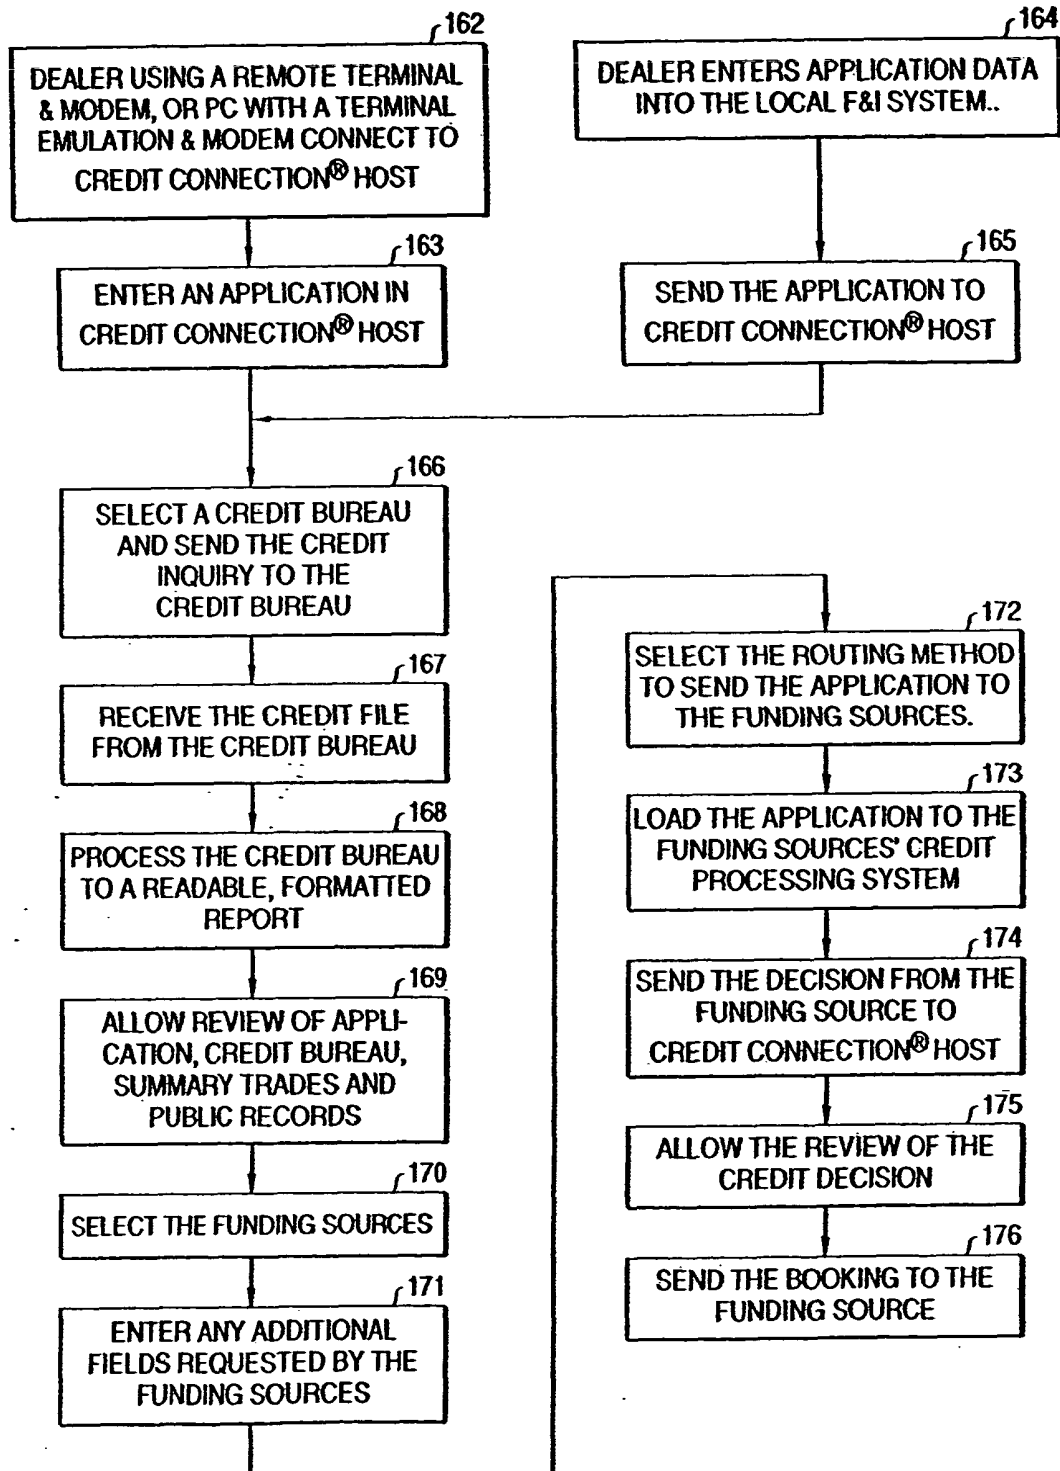 162
DEALER USING A REMOTE TERMINAL
& MODEM, OR PC WITH A TERMINAL
EMULATION & MODEM CONNECT TO
CREDIT CONNECTION® HOST
163
ENTER AN APPLICATION IN
CREDIT CONNECTION® HOST
164
DEALER ENTERS APPLICATION DATA
INTO THE LOCAL F&I SYSTEM..
165
SEND THE APPLICATION TO
CREDIT CONNECTION® HOST
166
SELECT A CREDIT BUREAU
AND SEND THE CREDIT
INQUIRY TO THE
CREDIT BUREAU
167
RECEIVE THE CREDIT FILE
FROM THE CREDIT BUREAU
168
PROCESS THE CREDIT BUREAU
TO A READABLE, FORMATTED
REPORT
169
ALLOW REVIEW OF APPLI-
CATION, CREDIT BUREAU,
SUMMARY TRADES AND
PUBLIC RECORDS
170
SELECT THE FUNDING SOURCES
171
ENTER ANY ADDITIONAL
FIELDS REQUESTED BY THE
FUNDING SOURCES
172
SELECT THE ROUTING METHOD
TO SEND THE APPLICATION TO
THE FUNDING SOURCES.
173
LOAD THE APPLICATION TO THE
FUNDING SOURCES' CREDIT
PROCESSING SYSTEM
174
SEND THE DECISION FROM THE
FUNDING SOURCE TO
CREDIT CONNECTION® HOST
175
ALLOW THE REVIEW OF THE
CREDIT DECISION
176
SEND THE BOOKING TO THE
FUNDING SOURCE